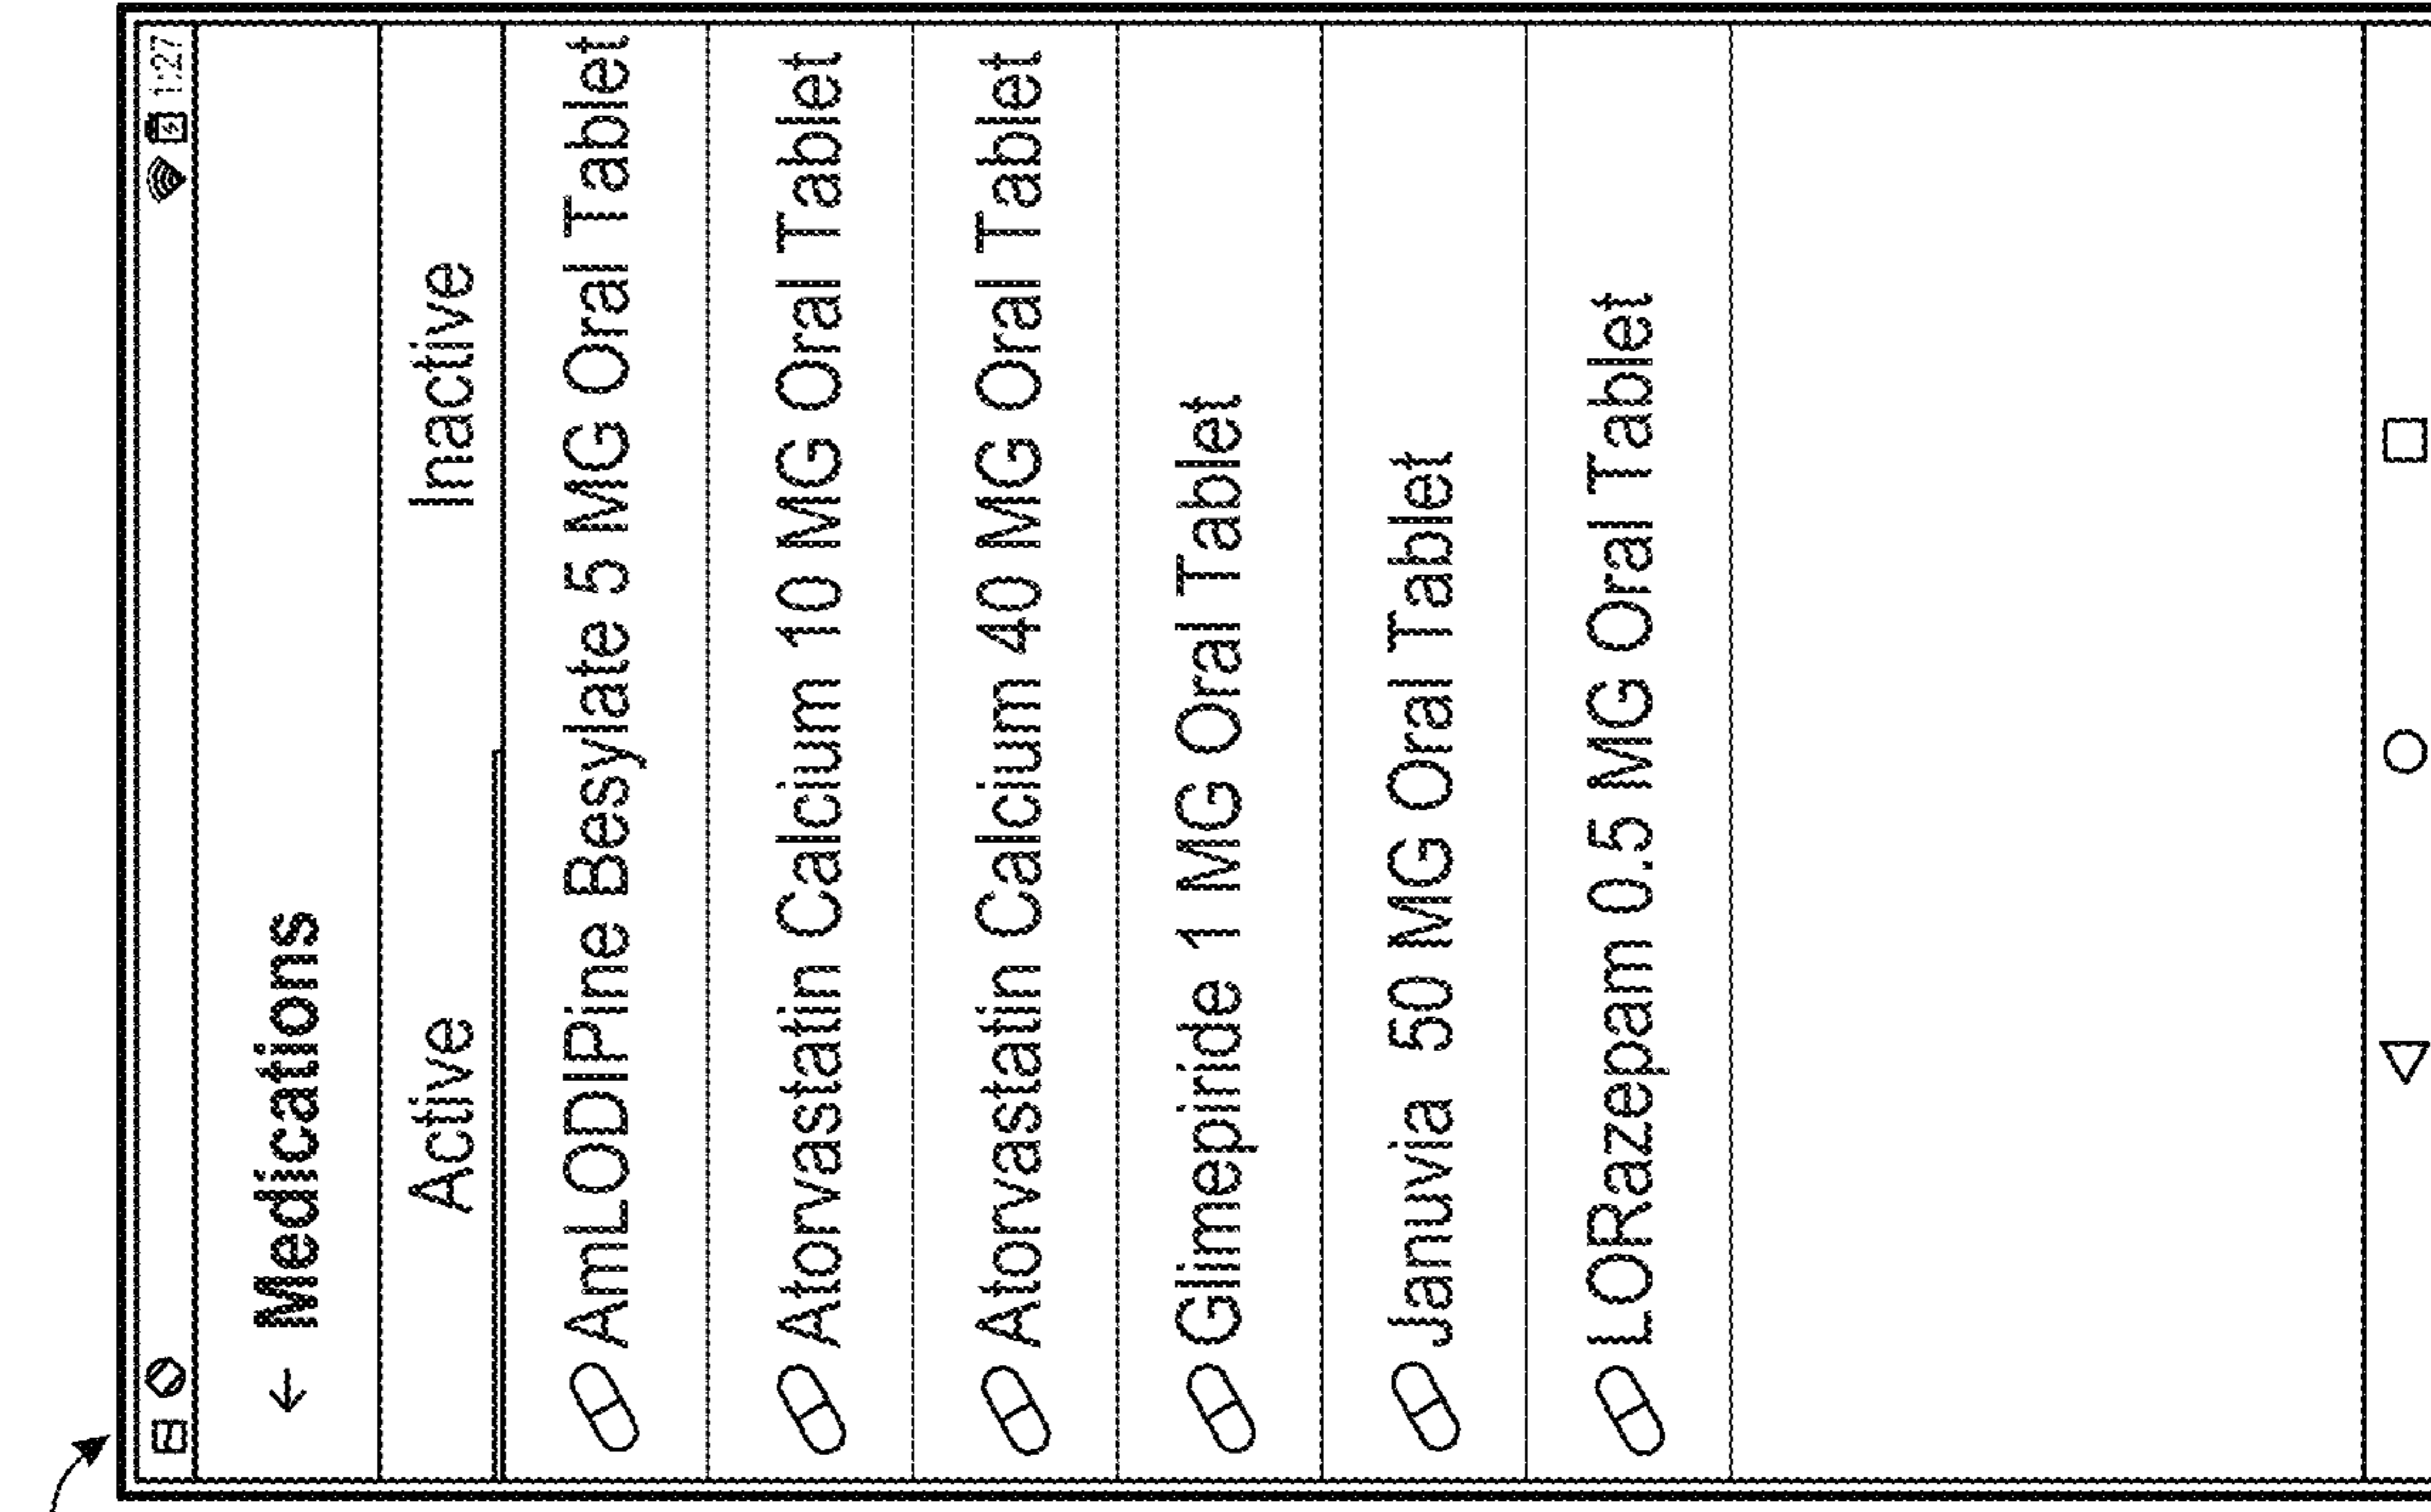 1:27
Medications
Active Inactive
AmLODIPine Besylate 5 MG Oral Tablet
Atorvastatin Calcium 10 MG Oral Tablet
Atorvastatin Calcium 40 MG Oral Tablet
Glimepiride 1 MG Oral Tablet
Januvia 50 MG Oral Tablet
LORazepam 0.5 MG Oral Tablet